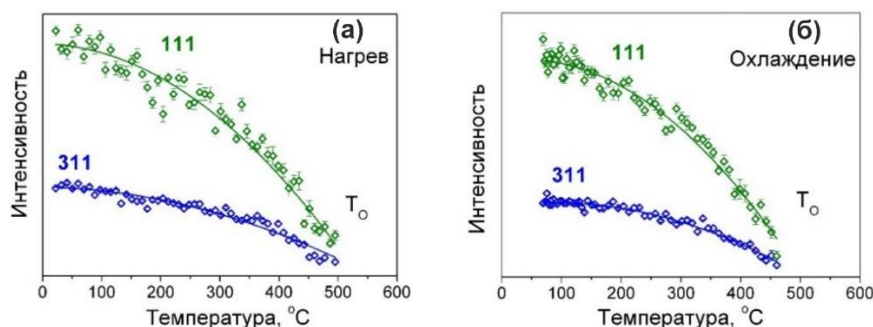 (а)
111
Нагрев
311
T_O
Интенсивность
0 100 200 300 400 500 600
Температура, °C
(б)
111
Охлаждение
311
T_O
Интенсивность
0 100 200 300 400 500 600
Температура, °C